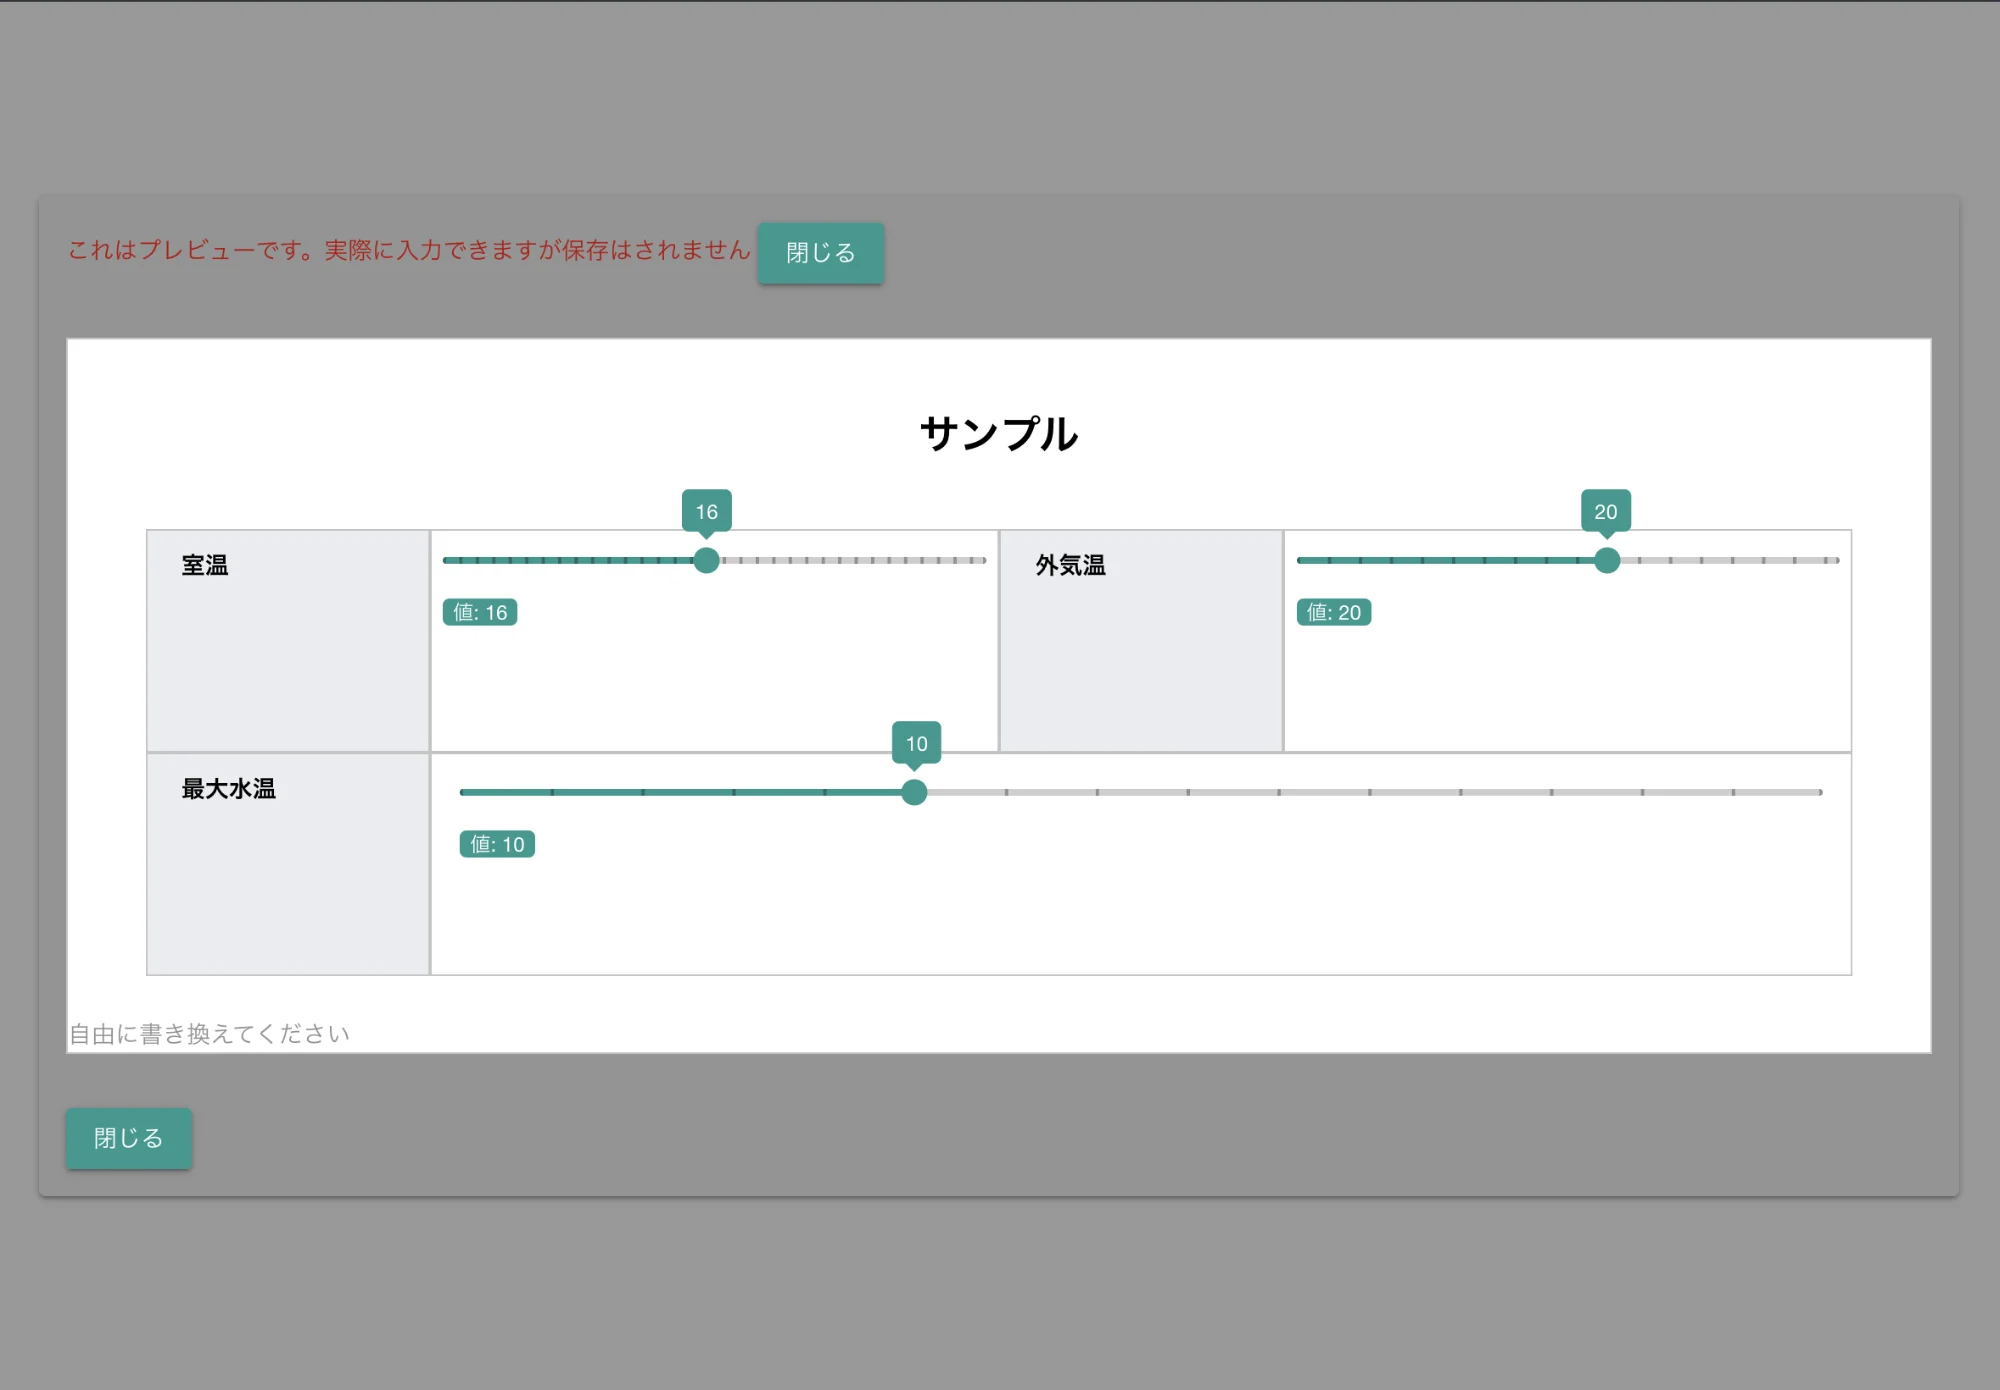 これはプレビューです。実際に入力できますが保存はされません 閉じる
サンプル
16
20
室温
外気温
値: 16
値: 20
10
最大水温
値: 10
自由に書き換えてください
閉じる